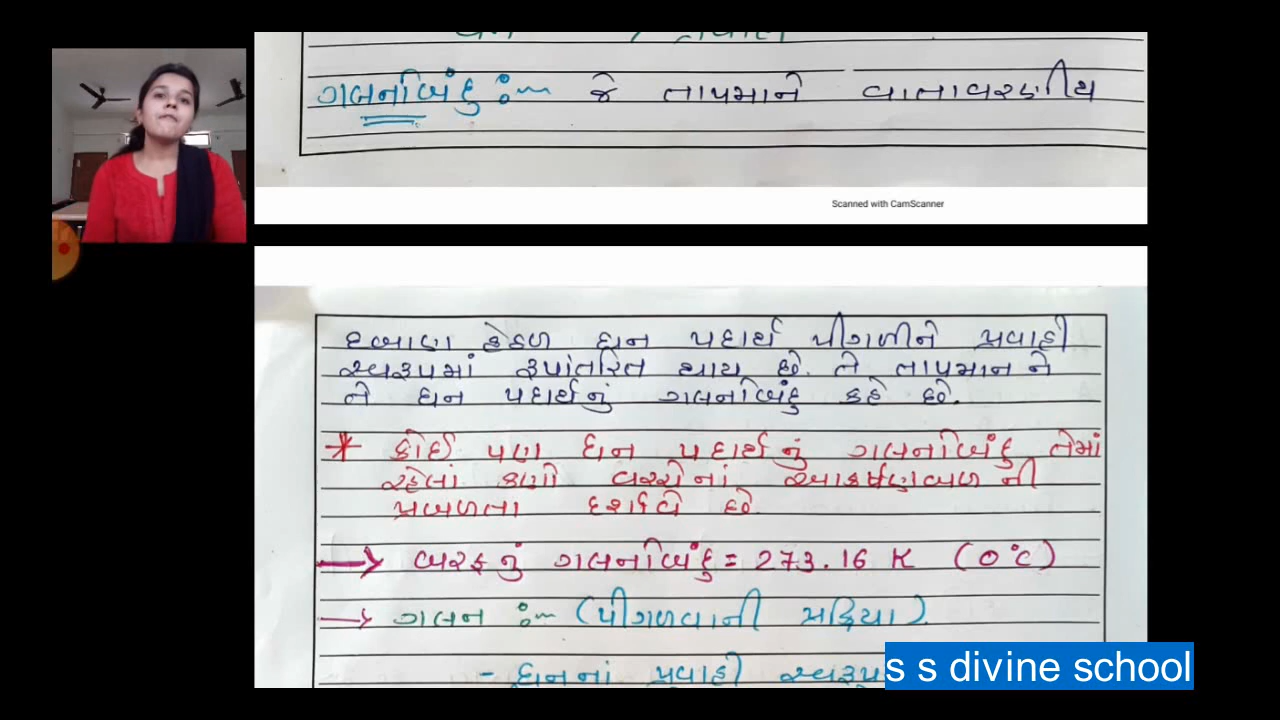 ગલનબિંદુ :~ જે તાપમાને વાતાવરણીય
Scanned with CamScanner
દબાણ હેઠળ ઘન પદાર્થ પીગળીને પ્રવાહી
સ્વરૂપમાં રૂપાંતરિત થાય છે. તે તાપમાન ને
તે ઘન પદાર્થનું ગલનબિંદુ કહે છે.
* કોઈ પણ ઘન પદાર્થનું ગલનબિંદુ તેમાં
રહેલાં કણો વચ્ચેનાં આકર્ષણબળ ની
પ્રબળતા દર્શાવે છે.
→ બરફનું ગલનબિંદુ = 273.16 K (0°C)
→ ગલન :~ (પીગળવાની પ્રક્રિયા)
- ઘનનાં પ્રવાહી સ્વરૂપ
s s divine school